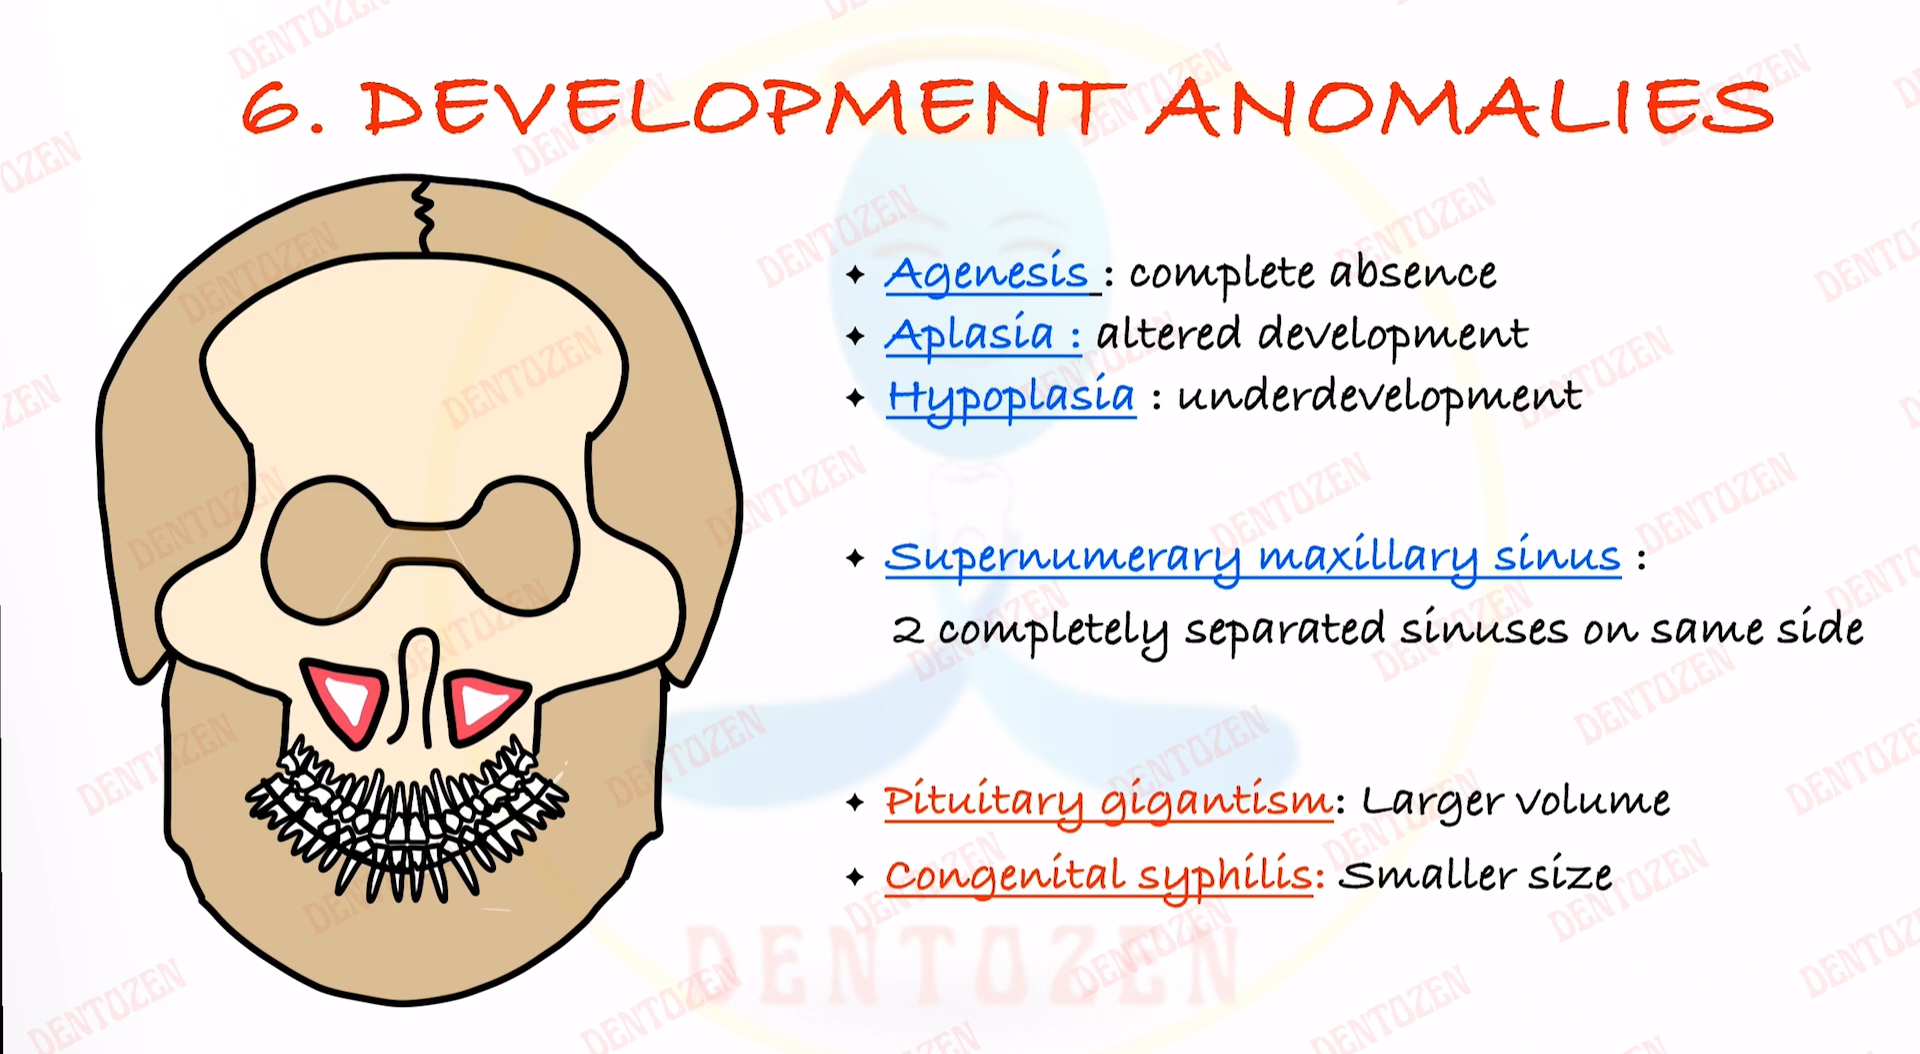 6. DEVELOPMENT ANOMALIES
✦ Agenesis : complete absence
✦ Aplasia : altered development
✦ Hypoplasia : underdevelopment
✦ Supernumerary maxillary sinus :
2 completely separated sinuses on same side
✦ Pituitary gigantism: Larger volume
✦ Congenital syphilis: Smaller size
DENTOZEN